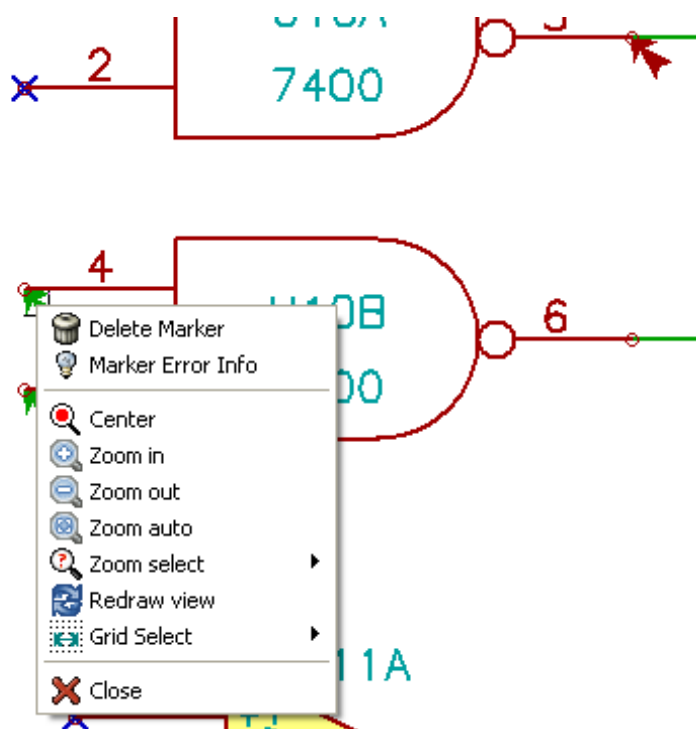 2
7400
4
6
Delete Marker
Marker Error Info
Center
Zoom in
Zoom out
Zoom auto
Zoom select
Redraw view
Grid Select
Close